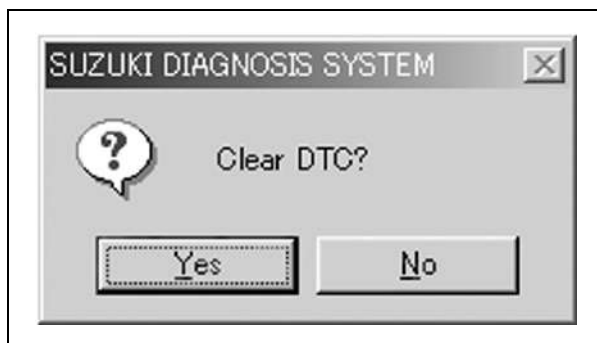 SUZUKI DIAGNOSIS SYSTEM
?
Clear DTC?
Yes
No